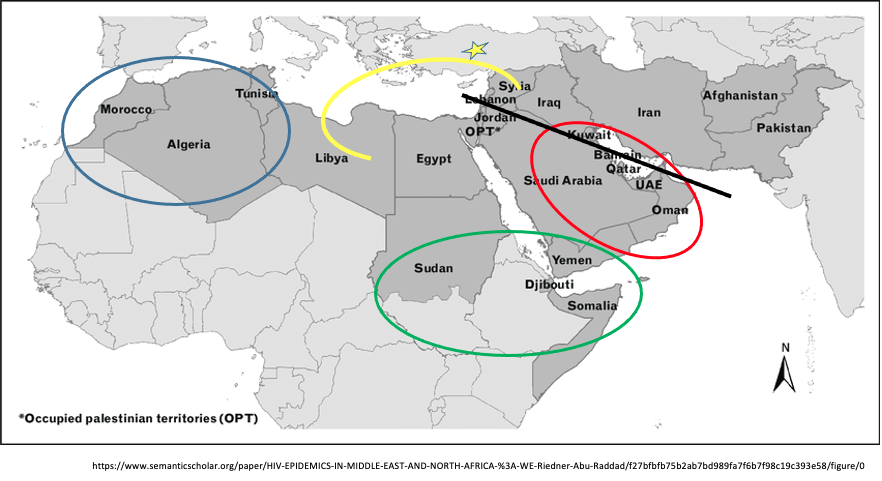 Tunisia
Morocco
Algeria
Libya
Egypt
Syria
Lebanon
Jordan
OPT*
Iraq
Iran
Afghanistan
Pakistan
Kuwait
Bahrain
Qatar
Saudi Arabia
UAE
Oman
Yemen
Sudan
Djibouti
Somalia
N
*Occupied palestinian territories (OPT)
https://www.semanticscholar.org/paper/HIV-EPIDEMICS-IN-MIDDLE-EAST-AND-NORTH-AFRICA-%3A-WE-Riedner-Abu-Raddad/f27bfbfb75b2ab7bd989fa7f6b7f98c19c393e58/figure/0